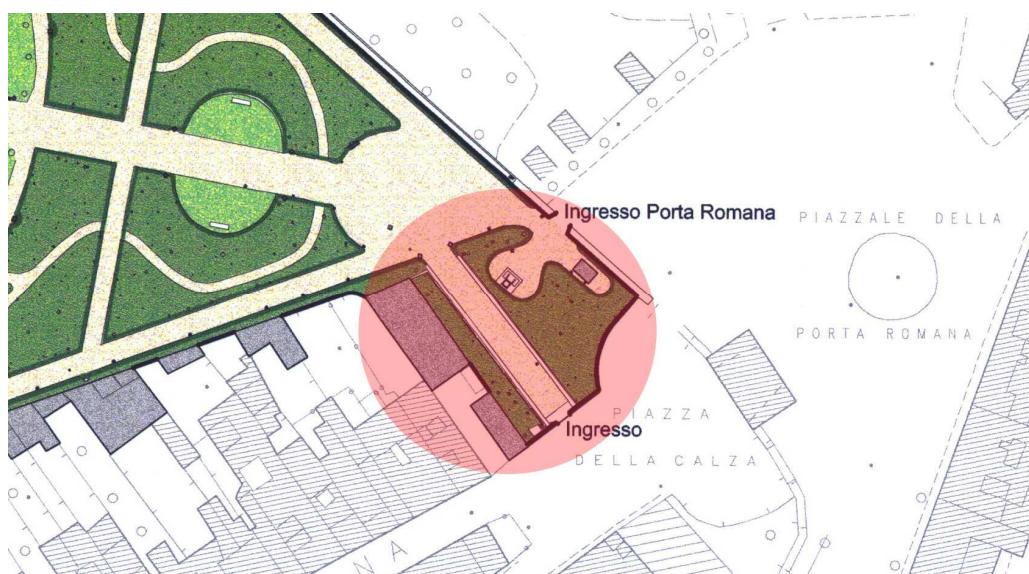 Ingresso Porta Romana
PIAZZALE DELLA
PORTA ROMANA
PIAZZA
Ingresso
DELLA CALZA
NA